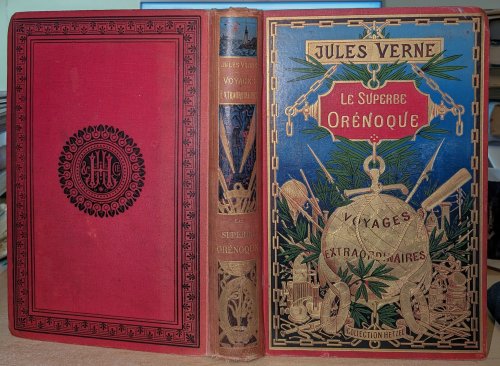 JULES VERNE
LE SUPERBE
ORÉNOQUE
VOYAGES
EXTRAORDINAIRES
COLLECTION HETZEL
JULES VERNE
VOYAGES
EXTRAORDINAIRES
LE
SUPERBE
ORÉNOQUE